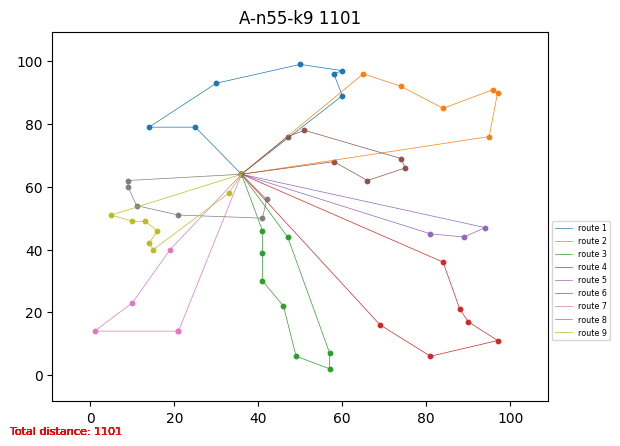 A-n55-k9 1101
100
80
60
40
20
0
0 20 40 60 80 100
route 1
route 2
route 3
route 4
route 5
route 6
route 7
route 8
route 9
Total distance: 1101